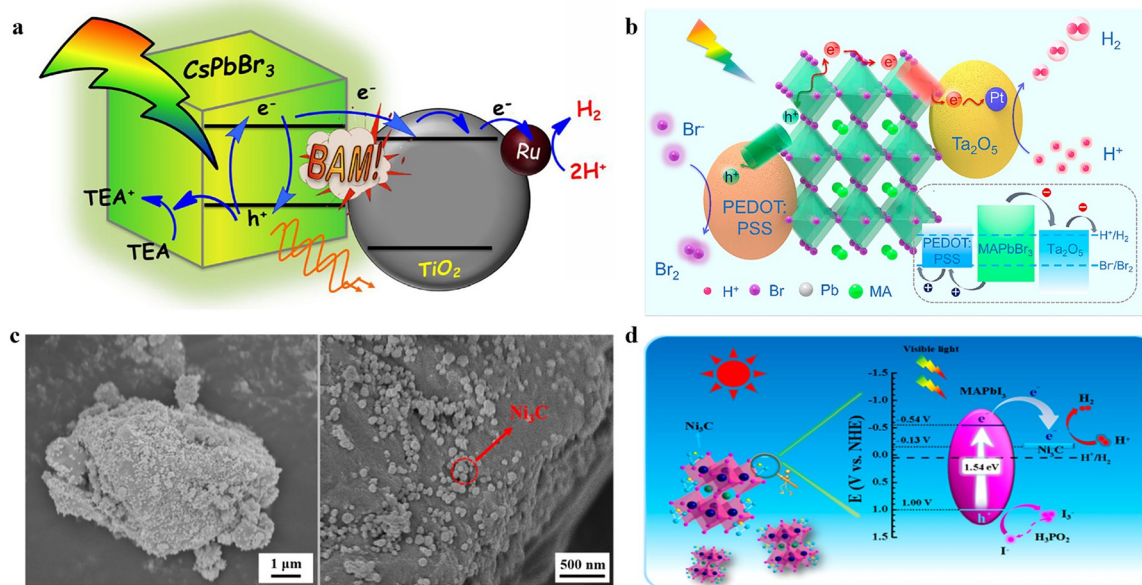 a
CsPbBr₃
e⁻
e⁻
e⁻
H₂
BAM!
Ru
2H⁺
TEA⁺
h⁺
TEA
TiO₂
b
H₂
e⁻
e⁻
h⁺
e⁻
Pt
Br⁻
Ta₂O₅
H⁺
h⁺
PEDOT:
PSS
Br₂
PEDOT:
PSS
MAPbBr₃
Ta₂O₅
H⁺/H₂
Br⁻/Br₂
H⁺
Br
Pb
MA
c
Ni₃C
1 μm
500 nm
d
Visible light
MAPbI₃
-1.5
-1.0
-0.5
0.0
0.5
1.0
1.5
E (V vs. NHE)
-0.54 V
-0.13 V
1.00 V
e⁻
e⁻
e⁻
H₂
Ni₃C
H⁺
H⁺/H₂
1.54 eV
h⁺
I₃⁻
I⁻
H₃PO₂
Ni₃C